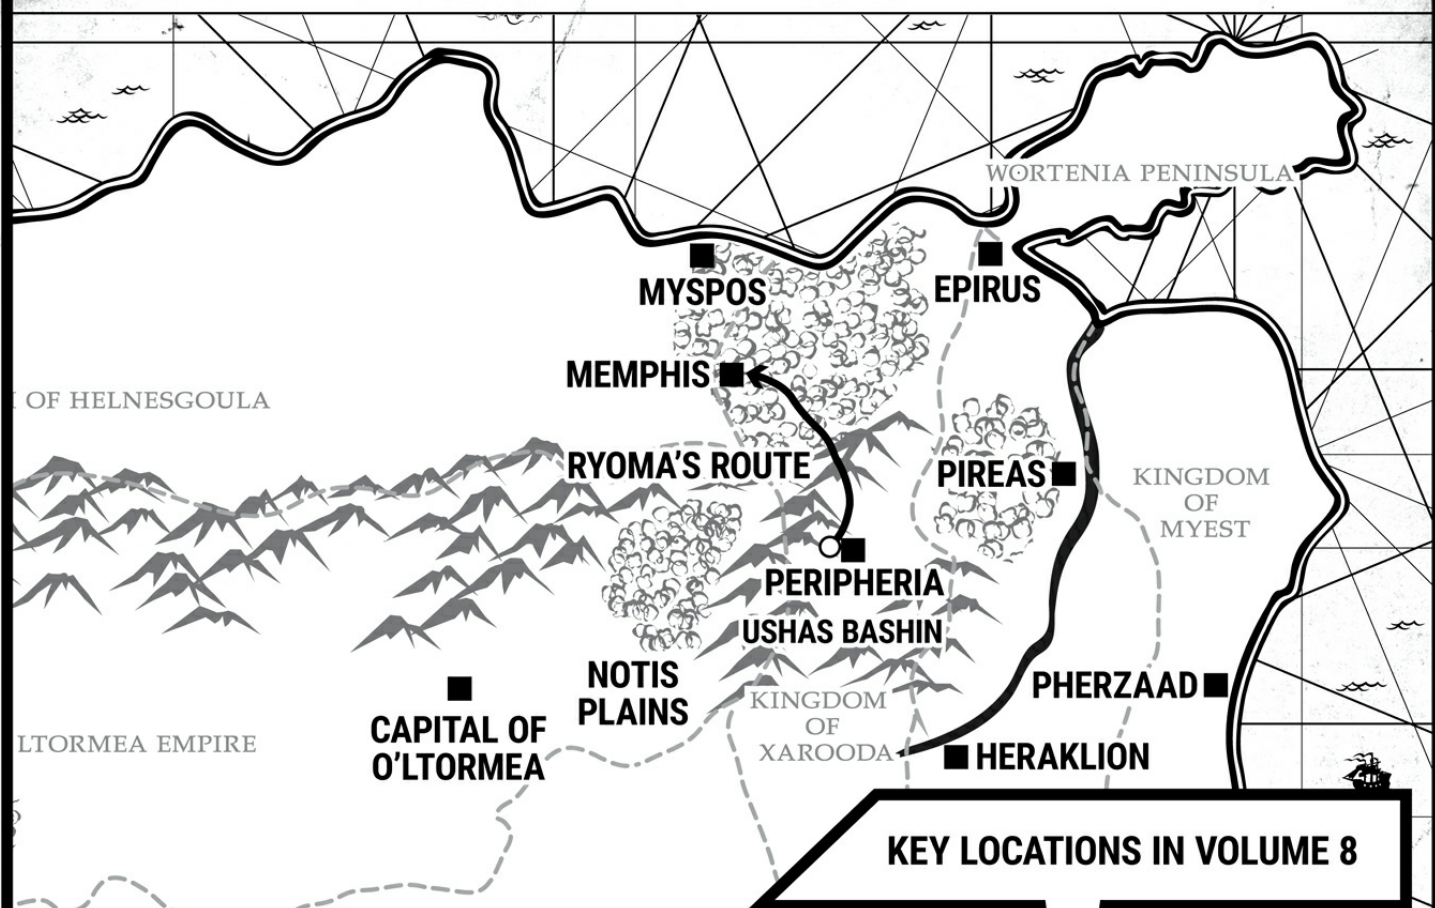 WORTENIA PENINSULA
MYSPOS
EPIRUS
MEMPHIS
OF HELNESGOULA
RYOMA'S ROUTE
PIREAS
KINGDOM
OF
MYEST
PERIPHERIA
USHAS BASHIN
NOTIS
PLAINS
PHERZAAD
KINGDOM
OF
XAROODA
CAPITAL OF
O'LTORMEA
LTORMEA EMPIRE
HERAKLION
KEY LOCATIONS IN VOLUME 8